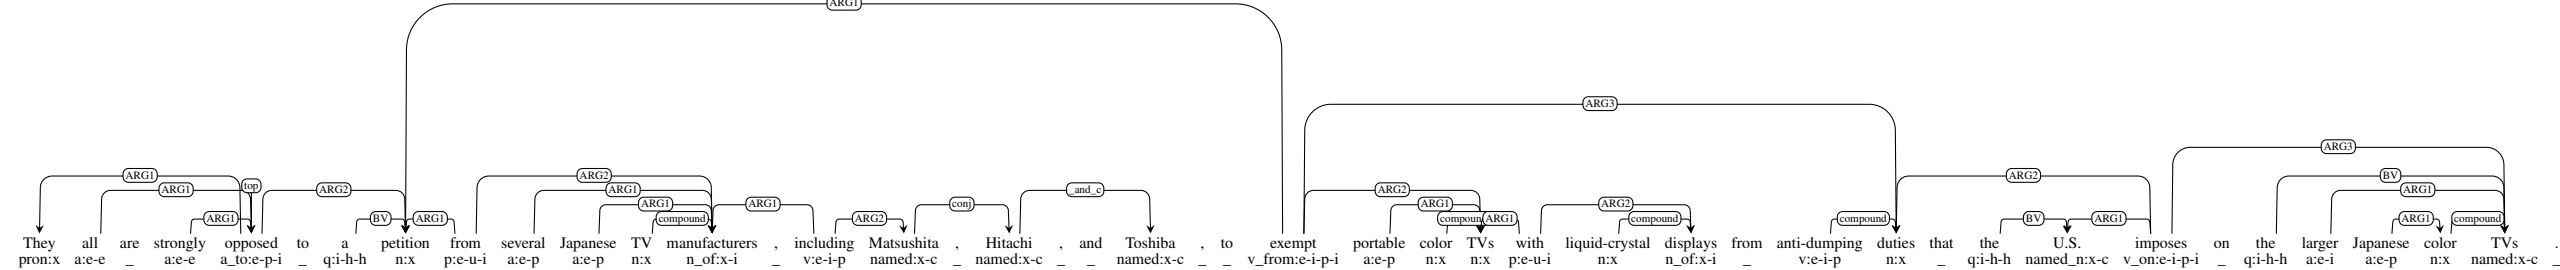 ARG1
ARG3
ARG3
ARG1 ARG2 ARG2 ARG2 BV
ARG1 top ARG2 ARG1 _and_c ARG2 ARG1
ARG1 ARG1 conj ARG1 ARG2
ARG1 BV ARG1 compound ARG2 compoun ARG1 compound compound BV ARG1 ARG1 compound
They all are strongly opposed to a petition from several Japanese TV manufacturers , including Matsushita , Hitachi , and Toshiba , to exempt portable color TVs with liquid-crystal displays from anti-dumping duties that the U.S. imposes on the larger Japanese color TVs .
pron:x a:e-e _ a:e-e a_to:e-p-i _ q:i-h-h n:x p:e-u-i a:e-p a:e-p n:x n_of:x-i _ v:e-i-p named:x-c _ named:x-c _ _ named:x-c _ _ v_from:e-i-p-i a:e-p n:x n:x p:e-u-i n:x n_of:x-i _ v:e-i-p n:x _ q:i-h-h named_n:x-c v_on:e-i-p-i _ q:i-h-h a:e-i a:e-p n:x named:x-c _